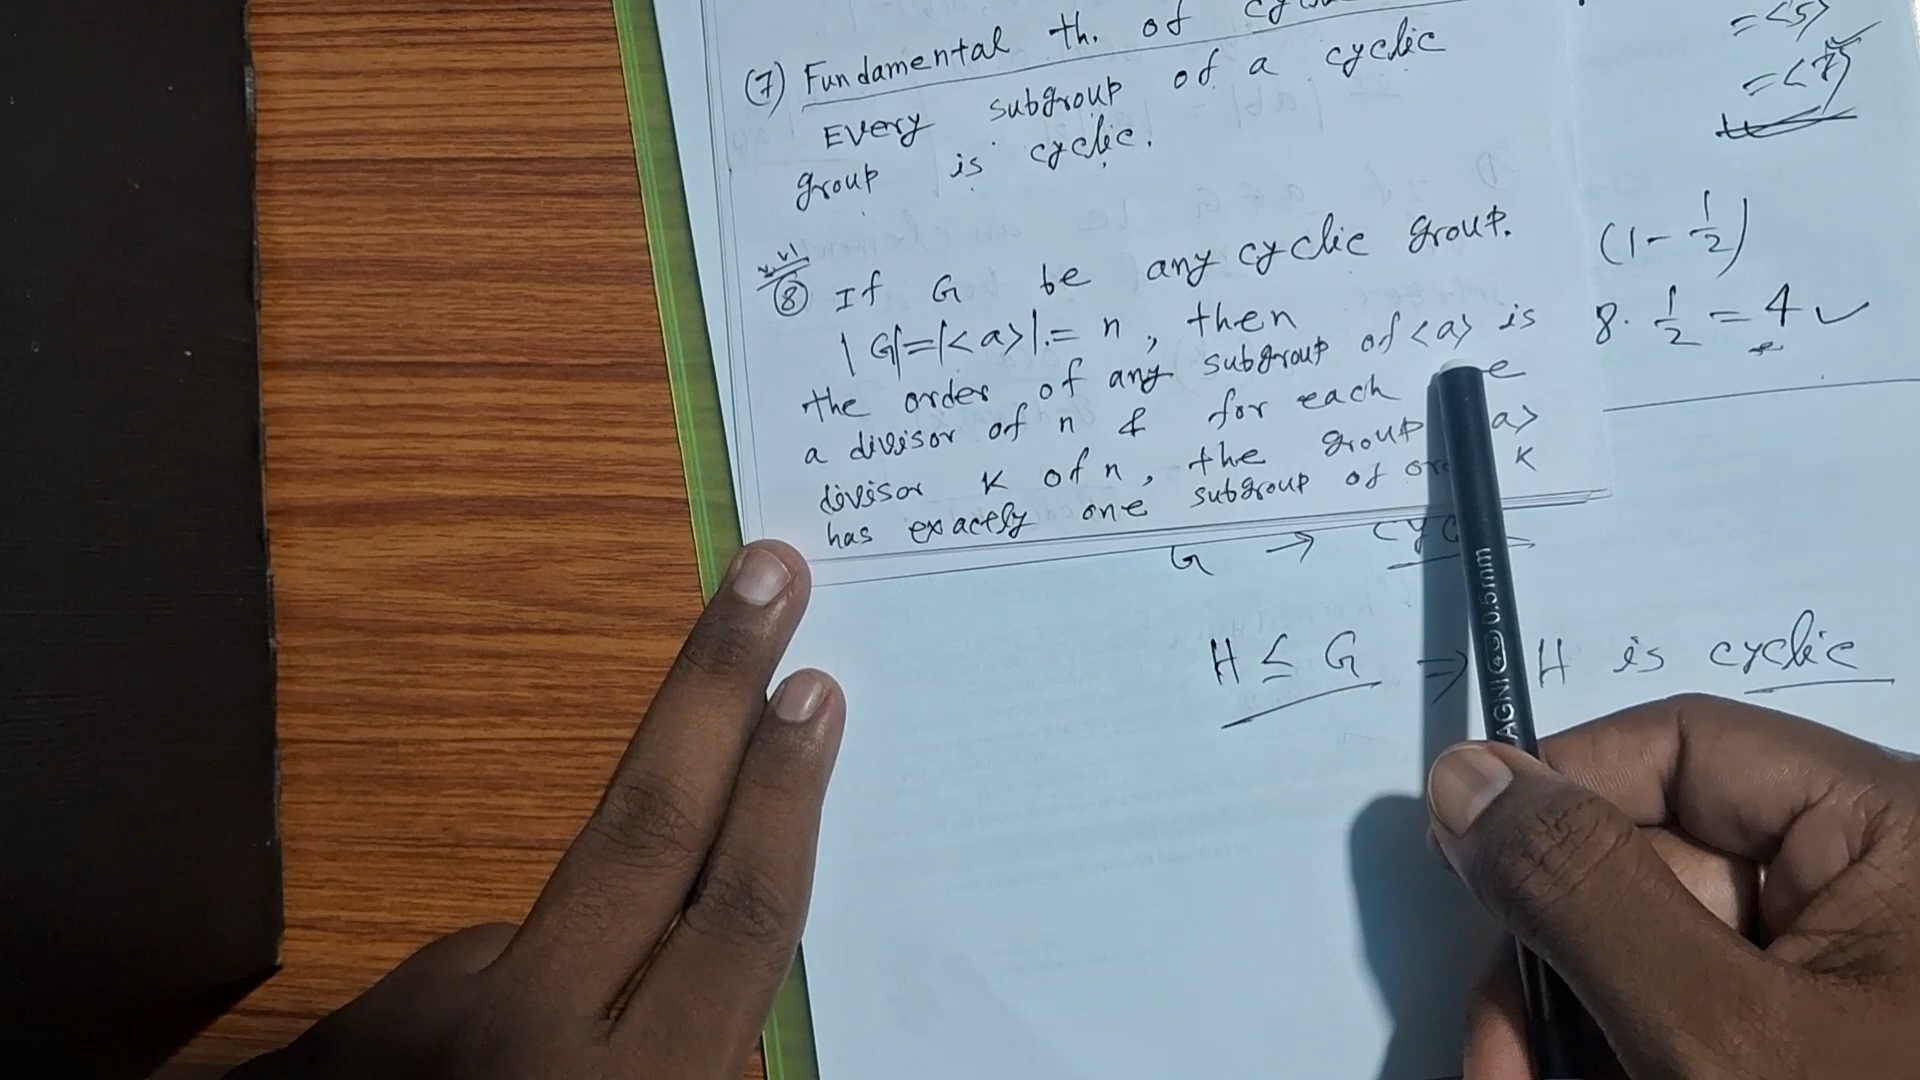 (7) Fundamental th. of
Every subgroup of a cyclic
group is cyclic.
v.v.I
(8) If G be any cyclic group.
|G|=|<a>|.= n, then
the order of any subgroup of <a> is
a divisor of n & for each
divisor K of n, the group a>
has exactly one subgroup of K
G →
H ≤ G ⇒ H is cyclic
= <5>
= <7>
(1 - 1/2)
8. 1/2 = 4 ✓
AGNI 0.5mm